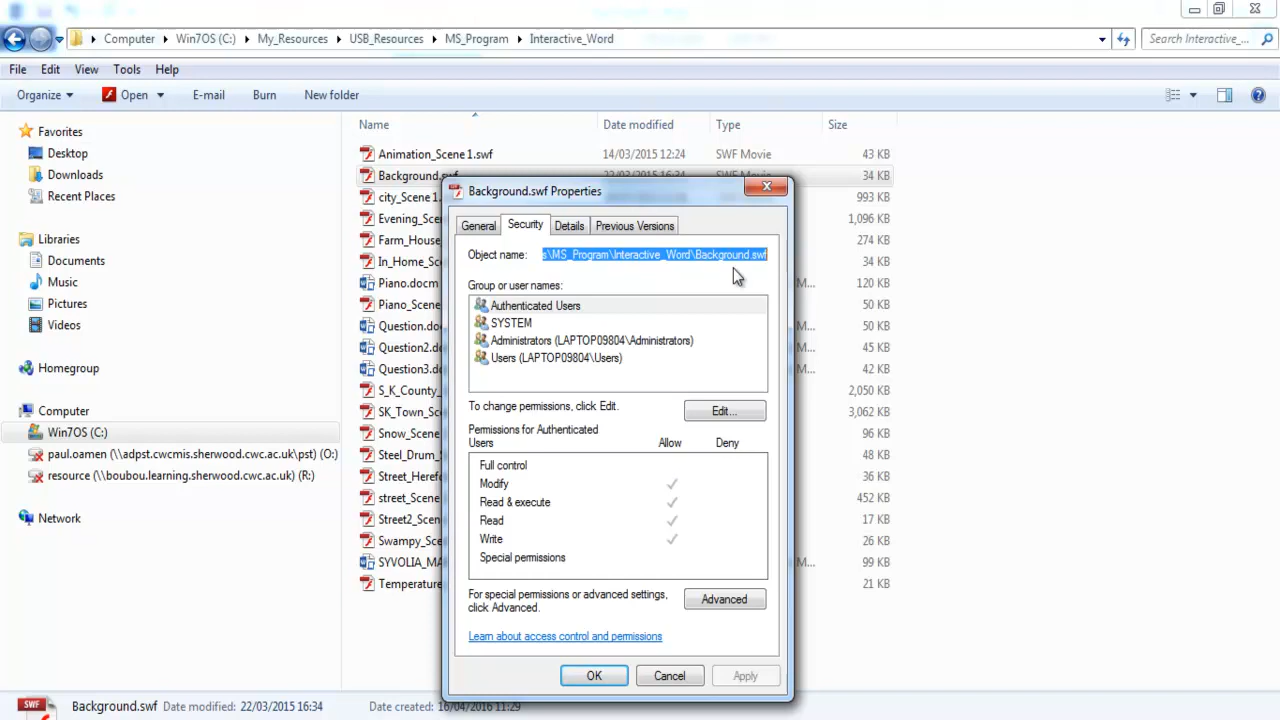 Computer Win7OS (C:) My_Resources USB_Resources MS_Program Interactive_Word Search Interactive_...
File Edit View Tools Help
Organize Open E-mail Burn New folder
Name Date modified Type Size
Favorites
Desktop
Downloads
Recent Places
Libraries
Documents
Music
Pictures
Videos
Homegroup
Computer
Win7OS (C:)
paul.oamen (\\adpst.cwcmis.sherwood.cwc.ac.uk\pst) (O:)
resource (\\boubou.learning.sherwood.cwc.ac.uk) (R:)
Network
Animation_Scene1.swf 14/03/2015 12:24 SWF Movie 43 KB
Background.swf 22/03/2015 16:34 SWF Movie 34 KB
city_Scene1 993 KB
Evening_Sce 1,096 KB
Farm_House 274 KB
In_Home_Sc 34 KB
Piano.docm M... 120 KB
Piano_Scene 50 KB
Question.do M... 50 KB
Question2.d M... 45 KB
Question3.d M... 42 KB
S_K_County_ 2,050 KB
SK_Town_Sce 3,062 KB
Snow_Scene 96 KB
Steel_Drum_ 48 KB
Street_Heref 106 KB
street_Scene 452 KB
Street2_Scen 17 KB
Swampy_Sce 26 KB
SYVOLIA_MA M... 99 KB
Temperature 21 KB
Background.swf Properties
General Security Details Previous Versions
Object name: s\MS_Program\Interactive_Word\Background.swf
Group or user names:
Authenticated Users
SYSTEM
Administrators (LAPTOP09804\Administrators)
Users (LAPTOP09804\Users)
To change permissions, click Edit.
Edit...
Permissions for Authenticated
Users Allow Deny
Full control
Modify
Read & execute
Read
Write
Special permissions
For special permissions or advanced settings,
click Advanced.
Advanced
Learn about access control and permissions
OK Cancel Apply
SWF
Background.swf Date modified: 22/03/2015 16:34 Date created: 16/04/2016 11:29